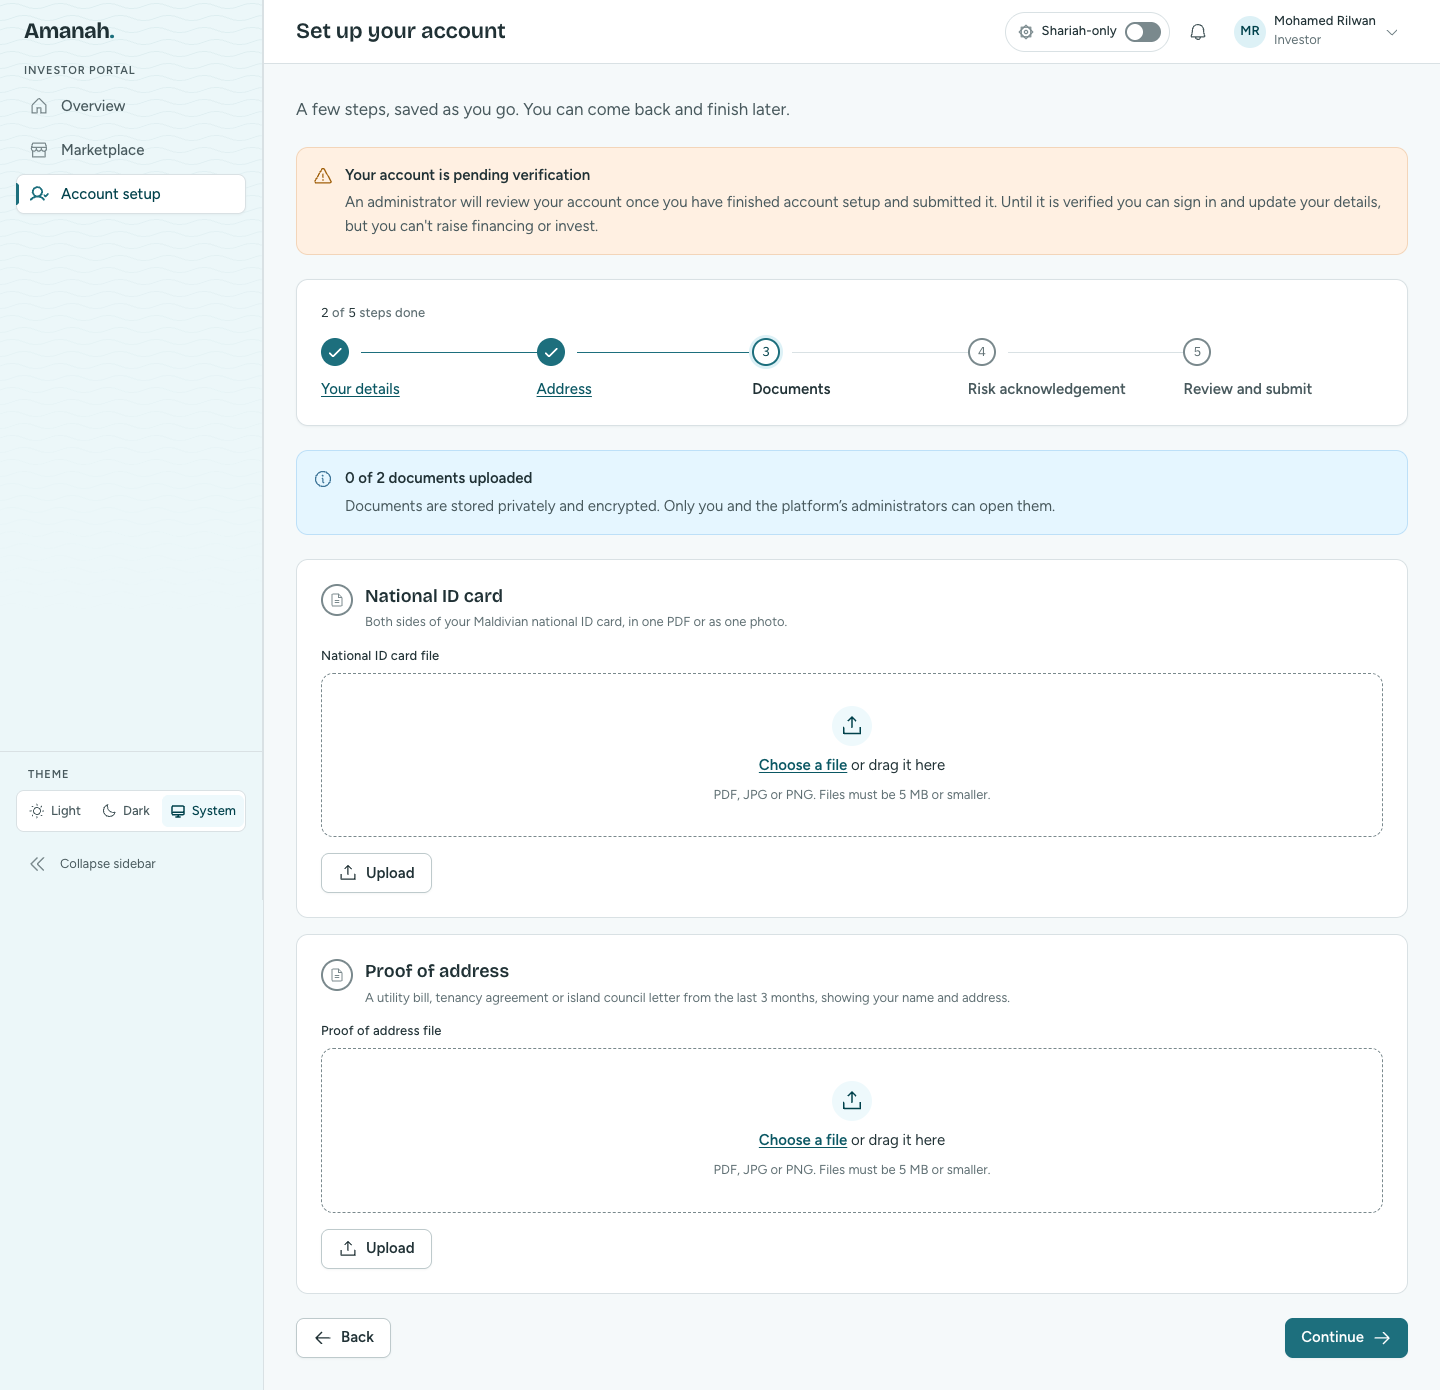 Amanah.
INVESTOR PORTAL
Overview
Marketplace
Account setup
THEME
Light
Dark
System
Collapse sidebar
Set up your account
Shariah-only
MR
Mohamed Rilwan
Investor
A few steps, saved as you go. You can come back and finish later.
Your account is pending verification
An administrator will review your account once you have finished account setup and submitted it. Until it is verified you can sign in and update your details,
but you can't raise financing or invest.
2 of 5 steps done
3
4
5
Your details
Address
Documents
Risk acknowledgement
Review and submit
0 of 2 documents uploaded
Documents are stored privately and encrypted. Only you and the platform’s administrators can open them.
National ID card
Both sides of your Maldivian national ID card, in one PDF or as one photo.
National ID card file
Choose a file or drag it here
PDF, JPG or PNG. Files must be 5 MB or smaller.
Upload
Proof of address
A utility bill, tenancy agreement or island council letter from the last 3 months, showing your name and address.
Proof of address file
Choose a file or drag it here
PDF, JPG or PNG. Files must be 5 MB or smaller.
Upload
Back
Continue